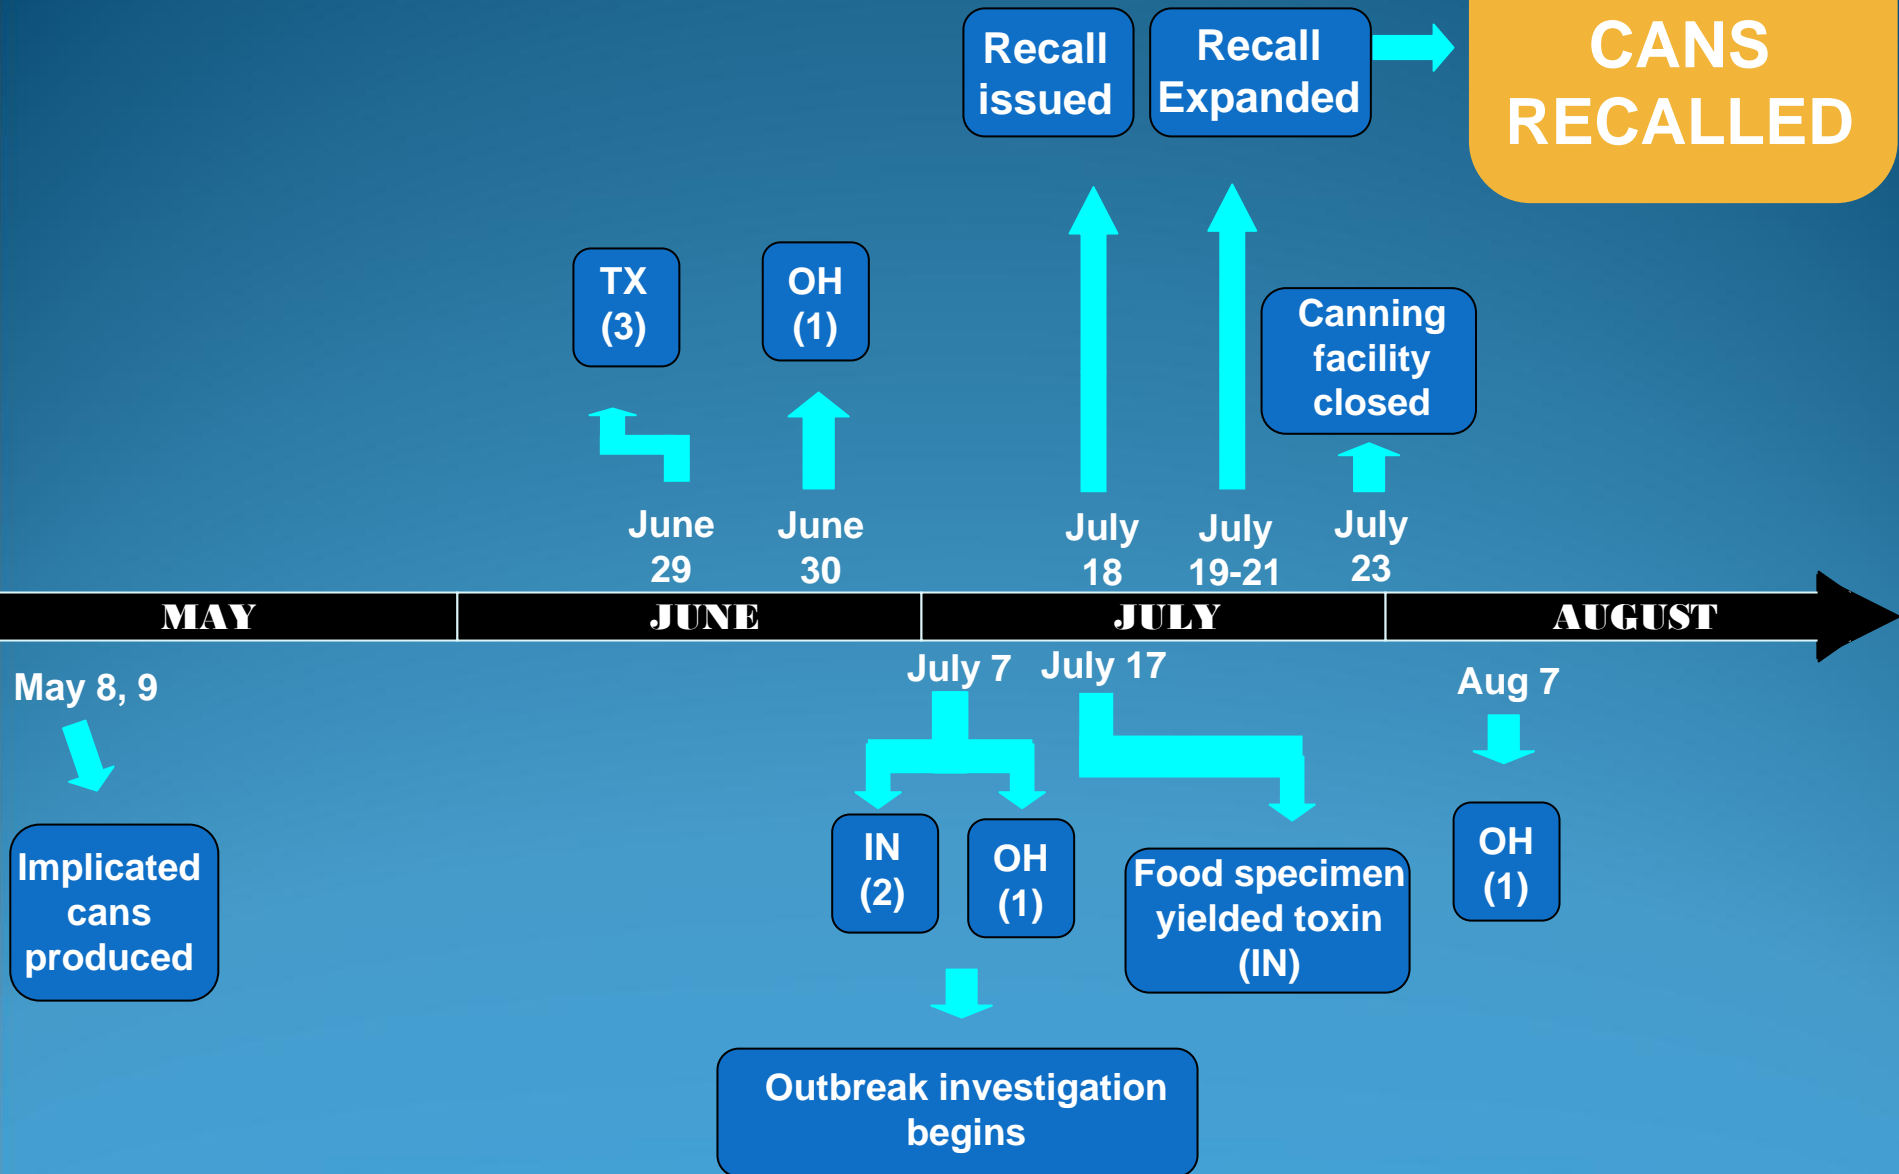 Recall
issued
Recall
Expanded
CANS
RECALLED
TX
(3)
OH
(1)
Canning
facility
closed
June
29
June
30
July
18
July
19-21
July
23
MAY
JUNE
JULY
AUGUST
May 8, 9
July 7
July 17
Aug 7
Implicated
cans
produced
IN
(2)
OH
(1)
Food specimen
yielded toxin
(IN)
OH
(1)
Outbreak investigation
begins